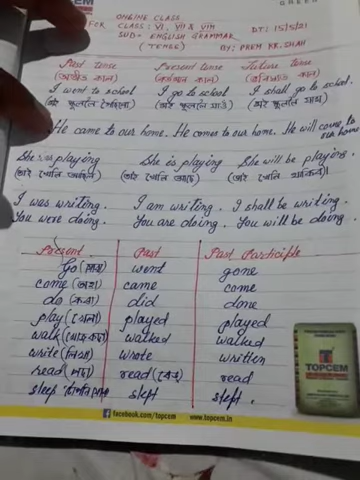 ONLINE CLASS
FOR CLASS: VI, VII & VIII DT: 15/5/21
SUB- ENGLISH GRAMMAR
(TENSE) BY: PREM KR. SHAH
Past tense Present tense Future tense
(অতীত কাল) (বর্তমান কাল) (ভবিষ্যত কাল)
I went to school I go to school I shall go to school.
He came to our home. He comes to our home. He will come to our home
She was playing She is playing She will be playing.
I was writing. I am writing. I shall be writing.
You were doing. You are doing. You will be doing.
Present Past Past Participle
Go went gone
come came come
do did done
play played played
walk walked walked
write wrote written
read read read
sleep slept slept.
TOPCEM
facebook.com/topcem www.topcem.in